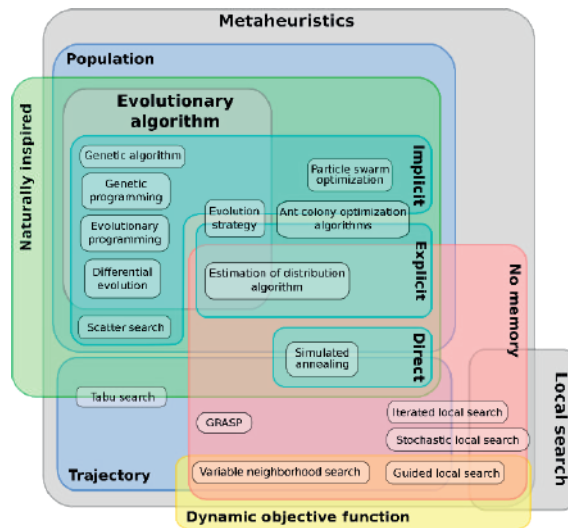 Metaheuristics
Population
Naturally inspired
Evolutionary
algorithm
Genetic algorithm
Genetic
programming
Evolutionary
programming
Differential
evolution
Scatter search
Evolution
strategy
Particle swarm
optimization
Ant colony optimization
algorithms
Implicit
Estimation of distribution
algorithm
Explicit
Simulated
annealing
Direct
No memory
Local search
Tabu search
GRASP
Iterated local search
Stochastic local search
Trajectory
Variable neighborhood search
Guided local search
Dynamic objective function